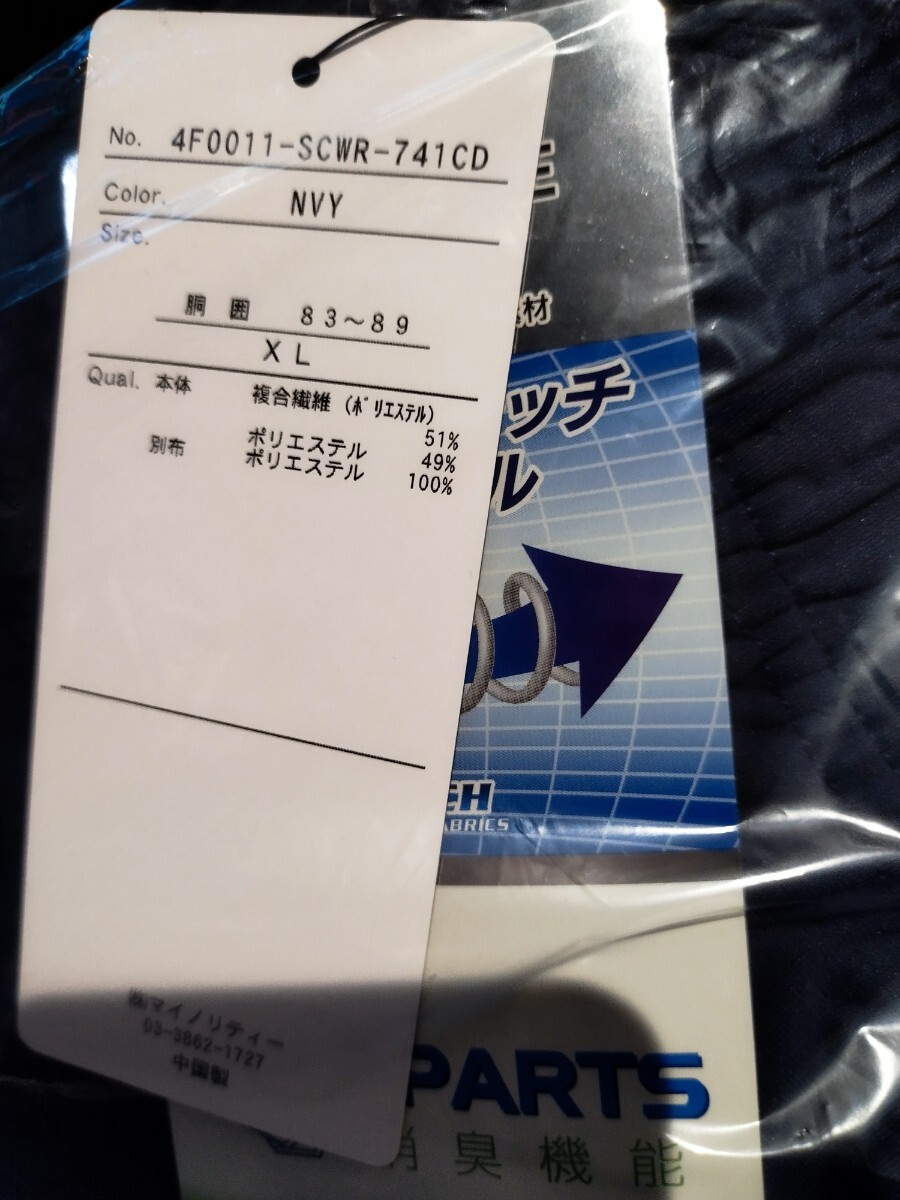 No. 4F0011-SCWR-741CD
Color. NVY
Size.
胴囲 83〜89
XL
Qual. 本体 複合繊維 (ポリエステル) 51%
ポリエステル 49%
別布 ポリエステル 100%
㈱マイノリティー
03-3862-1727
中国製
材
ッチ
ル
CH
ABRICS
PARTS
消臭機能